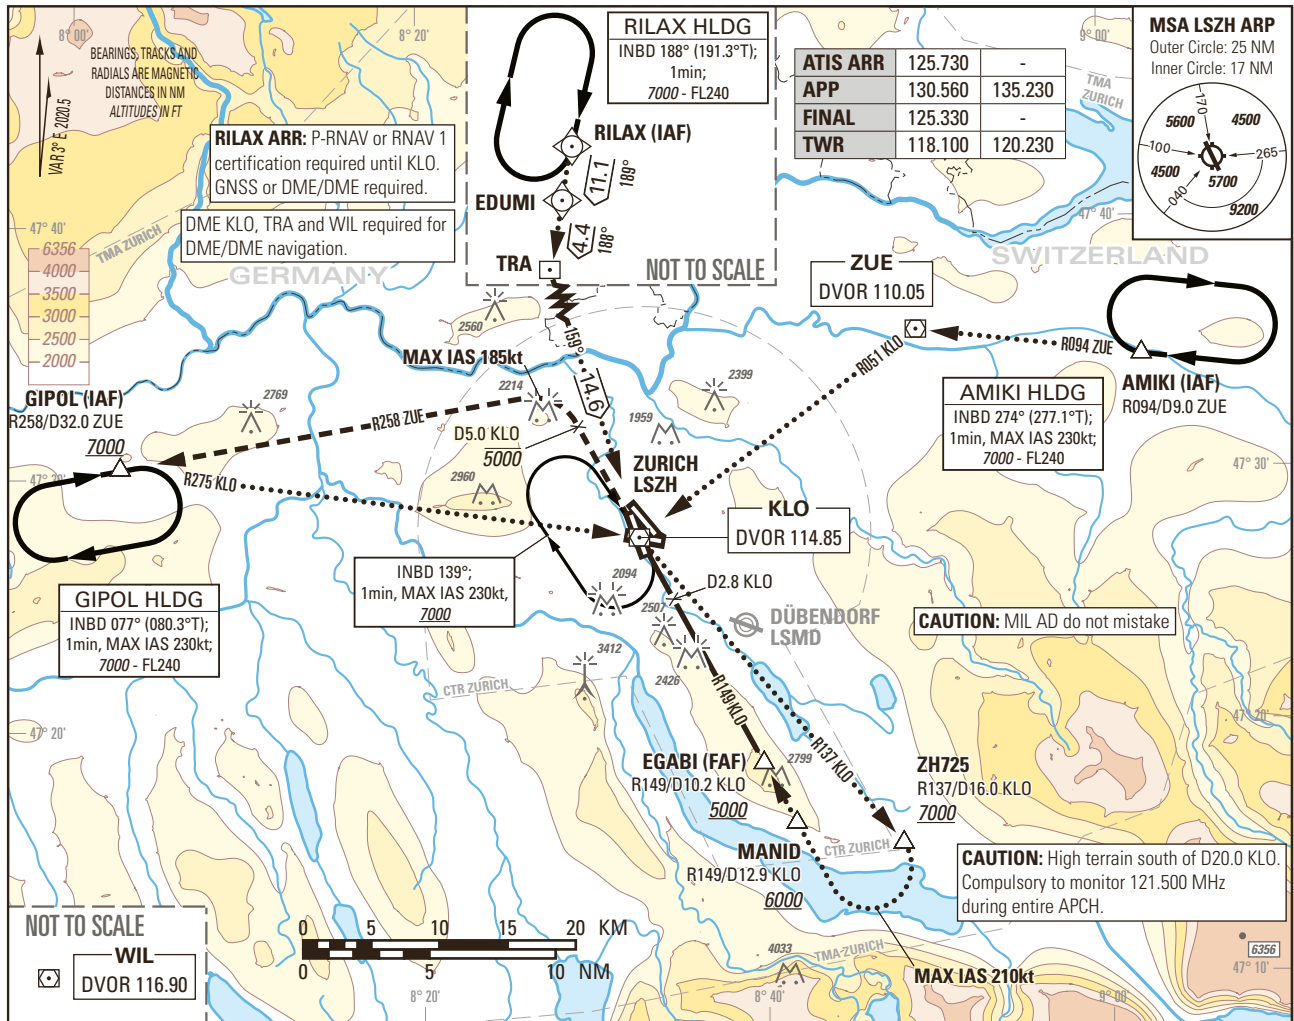 8° 00'
8° 20'
9° 00'
BEARINGS, TRACKS AND
RADIALS ARE MAGNETIC
DISTANCES IN NM
ALTITUDES IN FT
VAR 3° E 2020.5
RILAX ARR: P-RNAV or RNAV 1
certification required until KLO.
GNSS or DME/DME required.
DME KLO, TRA and WIL required for
DME/DME navigation.
47° 40'
TMA ZURICH
GERMANY
6356
4000
3500
3000
2500
2000
RILAX HLDG
INBD 188° (191.3°T);
1min;
7000 - FL240
RILAX (IAF)
11.1
189°
EDUMI
4.4
188°
TRA
NOT TO SCALE
ATIS ARR 125.730 -
APP 130.560 135.230
FINAL 125.330 -
TWR 118.100 120.230
TMA
ZURICH
MSA LSZH ARP
Outer Circle: 25 NM
Inner Circle: 17 NM
170
5600
4500
100
265
4500
5700
040
9200
47° 40'
SWITZERLAND
ZUE
DVOR 110.05
R094 ZUE
R051 KLO
AMIKI (IAF)
R094/D9.0 ZUE
AMIKI HLDG
INBD 274° (277.1°T);
1min, MAX IAS 230kt;
7000 - FL240
47° 30'
2560
159°
MAX IAS 185kt
2214
14.6
2399
1959
GIPOL (IAF)
R258/D32.0 ZUE
7000
2769
R258 ZUE
D5.0 KLO
5000
47° 30'
R275 KLO
2960
ZURICH
LSZH
KLO
DVOR 114.85
INBD 139°;
1min, MAX IAS 230kt,
7000
2094
D2.8 KLO
2507
GIPOL HLDG
INBD 077° (080.3°T);
1min, MAX IAS 230kt;
7000 - FL240
DÜBENDORF
LSMD
CAUTION: MIL AD do not mistake
3412
2426
CTR ZURICH
R149 KLO
R137 KLO
47° 20'
47° 20'
EGABI (FAF)
R149/D10.2 KLO
5000
2799
ZH725
R137/D16.0 KLO
7000
MANID
R149/D12.9 KLO
6000
CTR ZURICH
CAUTION: High terrain south of D20.0 KLO.
Compulsory to monitor 121.500 MHz
during entire APCH.
NOT TO SCALE
WIL
DVOR 116.90
0 5 10 15 20 KM
0 5 10 NM
4033
TMA ZURICH
MAX IAS 210kt
6356
47° 10'
8° 20'
8° 40'
9° 00'